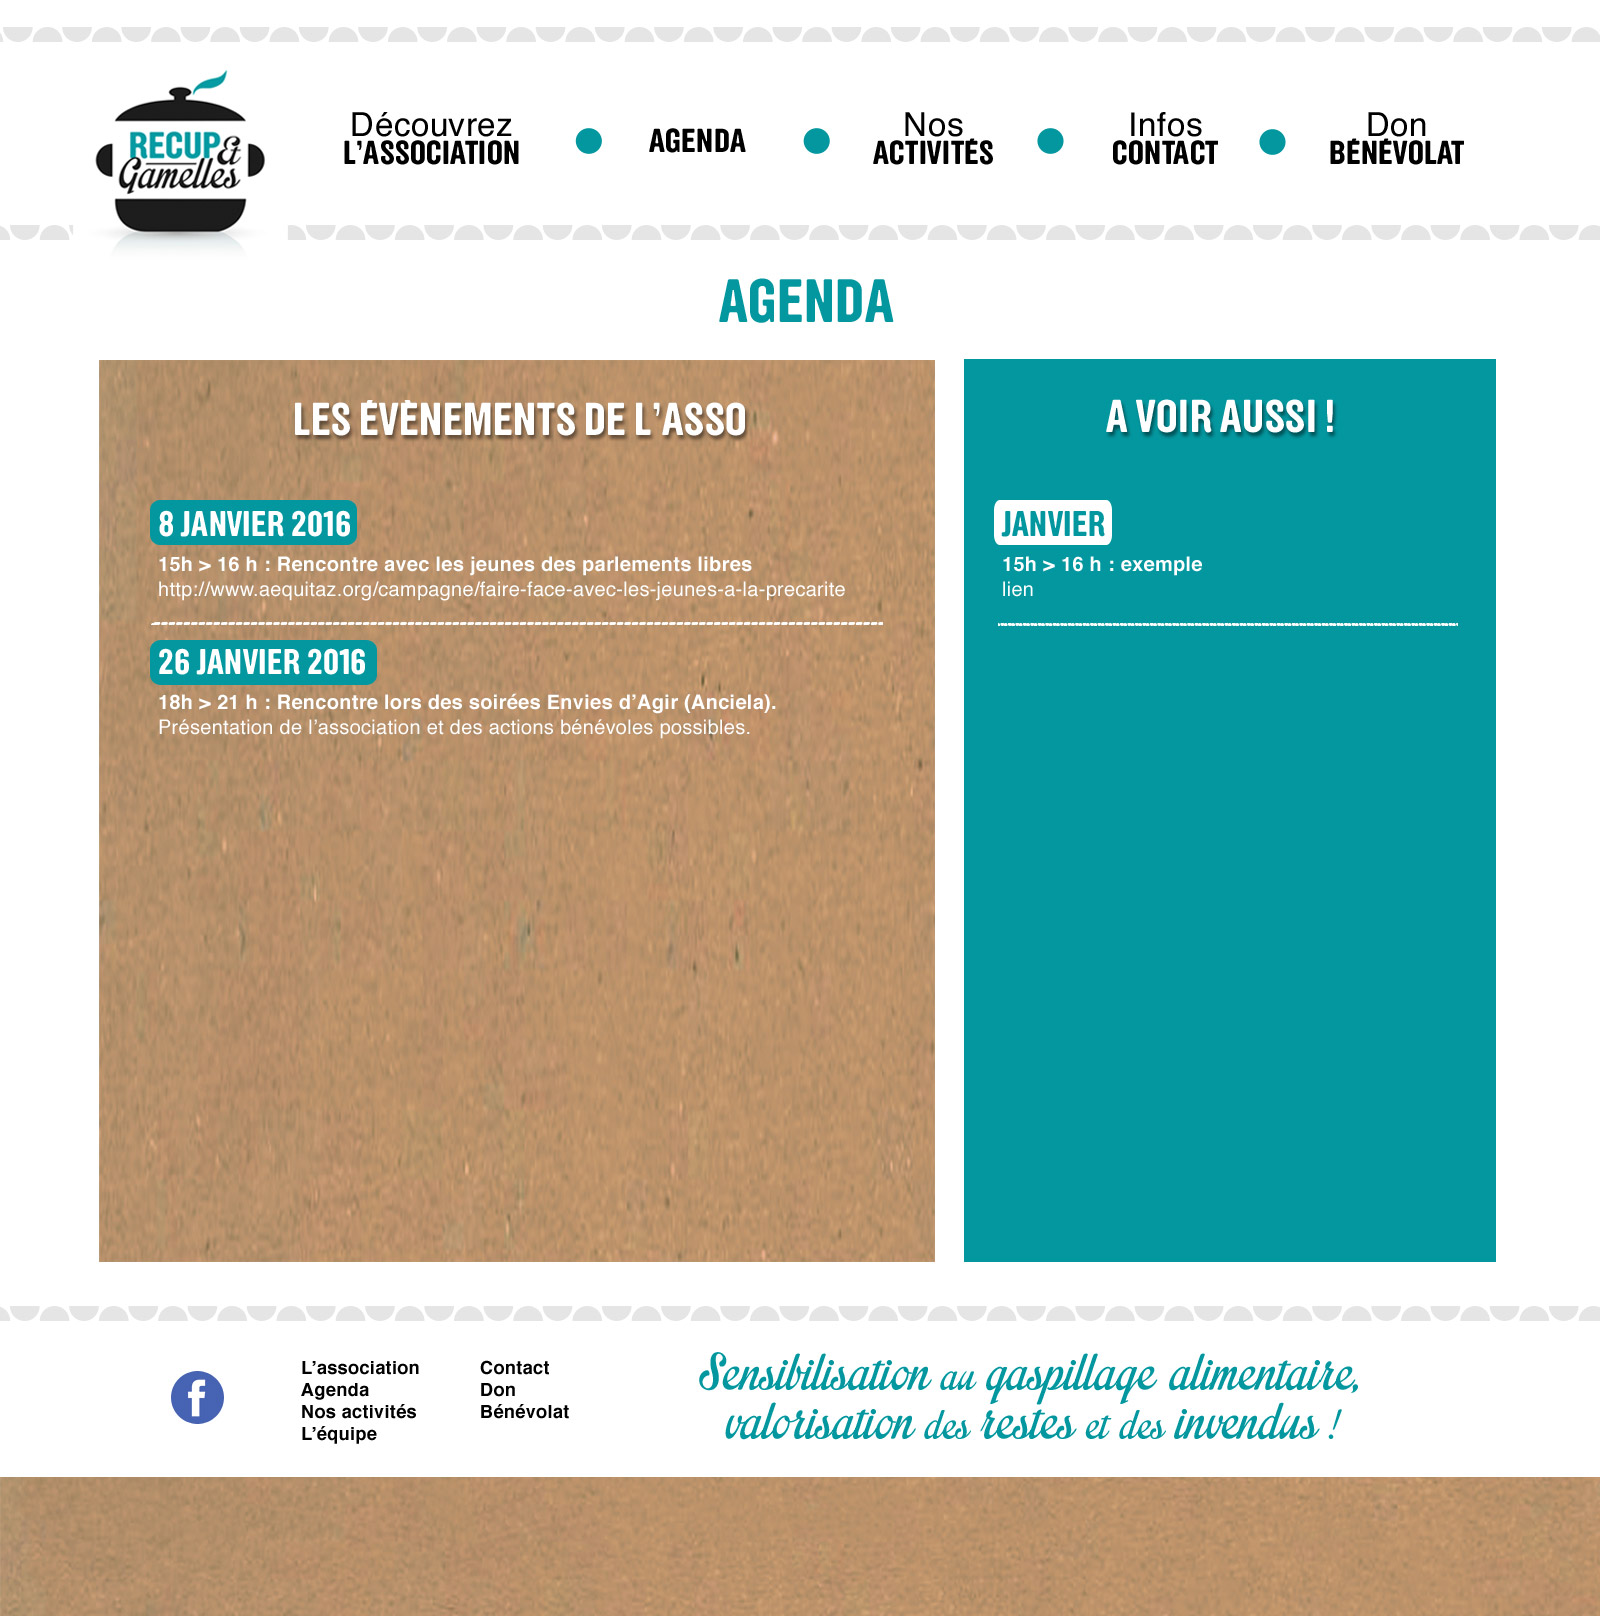 RECUP&
Gamelles
Découvrez
L’ASSOCIATION
AGENDA
Nos
ACTIVITÉS
Infos
CONTACT
Don
BÉNÉVOLAT
AGENDA
LES ÉVÈNEMENTS DE L’ASSO
8 JANVIER 2016
15h > 16 h : Rencontre avec les jeunes des parlements libres
http://www.aequitaz.org/campagne/faire-face-avec-les-jeunes-a-la-precarite
26 JANVIER 2016
18h > 21 h : Rencontre lors des soirées Envies d’Agir (Anciela).
Présentation de l’association et des actions bénévoles possibles.
A VOIR AUSSI !
JANVIER
15h > 16 h : exemple
lien
f
L’association
Agenda
Nos activités
L’équipe
Contact
Don
Bénévolat
Sensibilisation au gaspillage alimentaire,
valorisation des restes et des invendus !